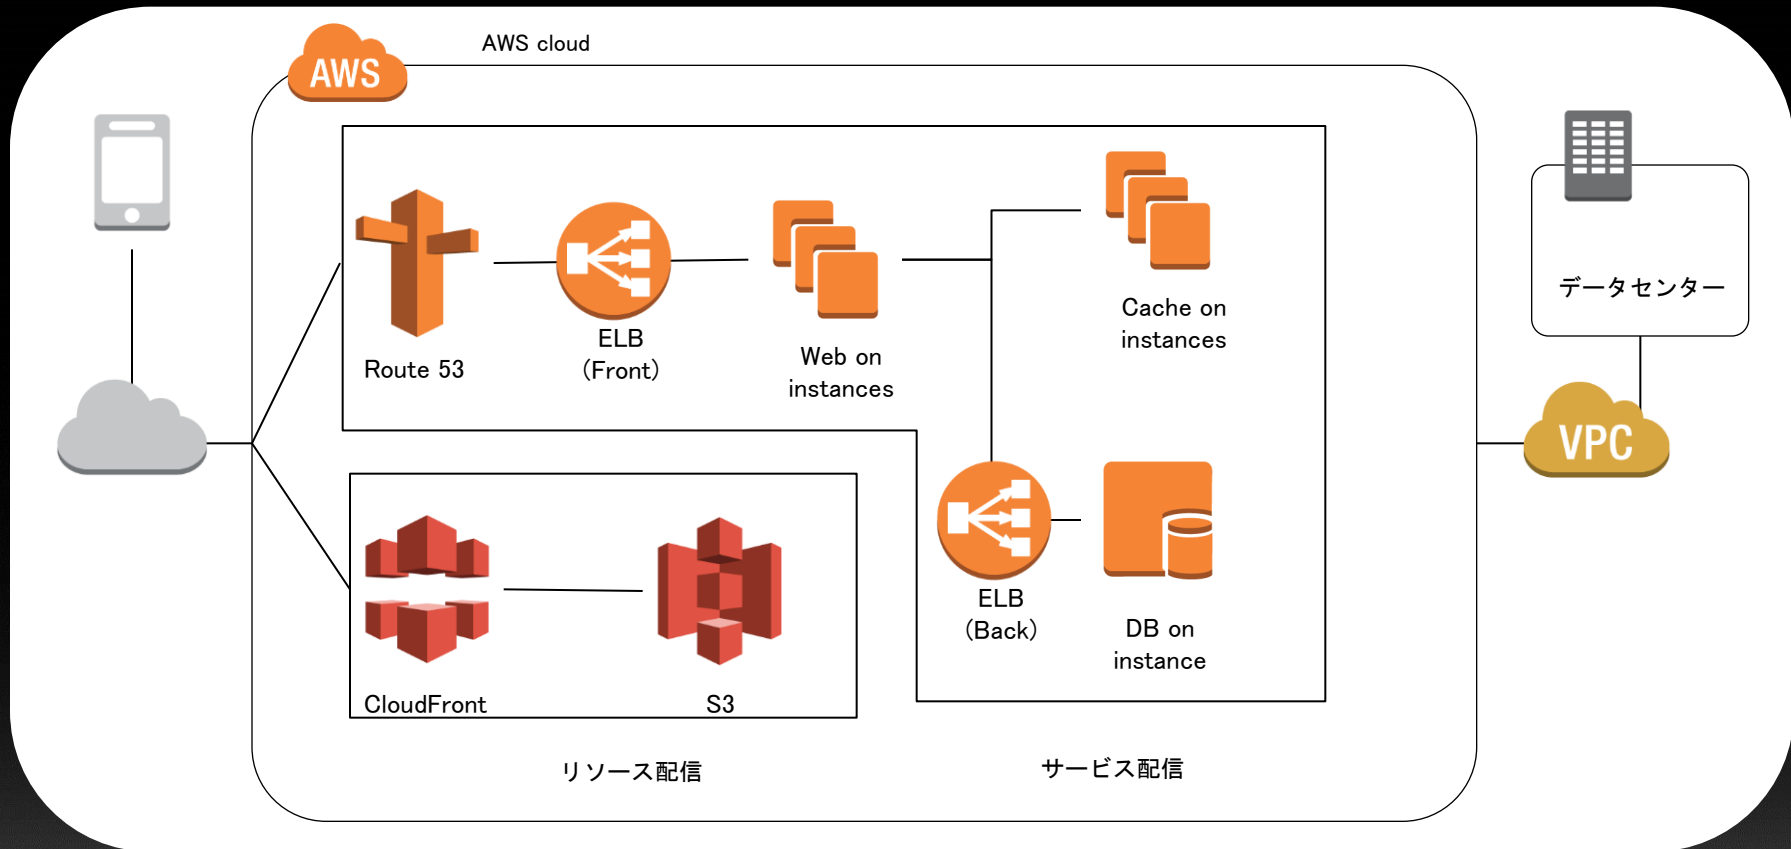 AWS cloud
AWS
Route 53
ELB
(Front)
Web on
instances
Cache on
instances
データセンター
VPC
ELB
(Back)
DB on
instance
CloudFront
S3
リソース配信
サービス配信